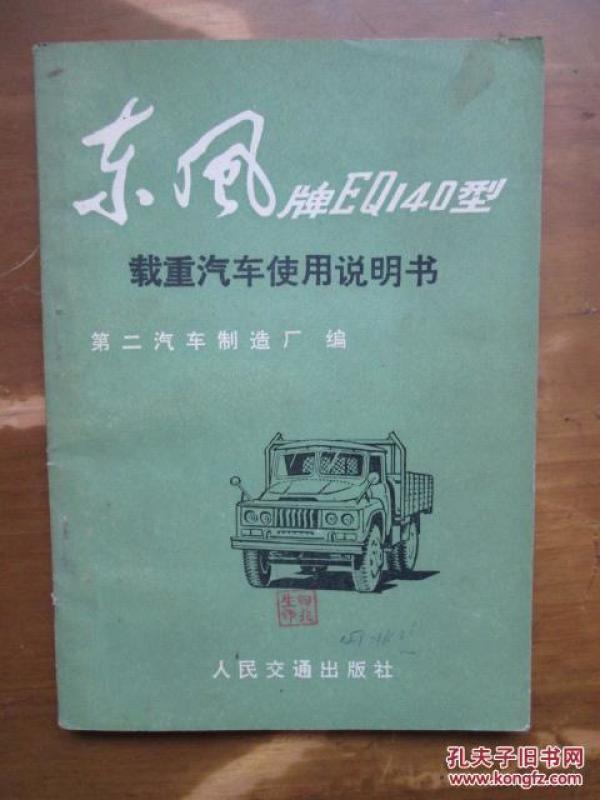 东风牌EQ140型
载重汽车使用说明书
第二汽车制造厂 编
人民交通出版社
孔夫子旧书网
www.kongfz.com